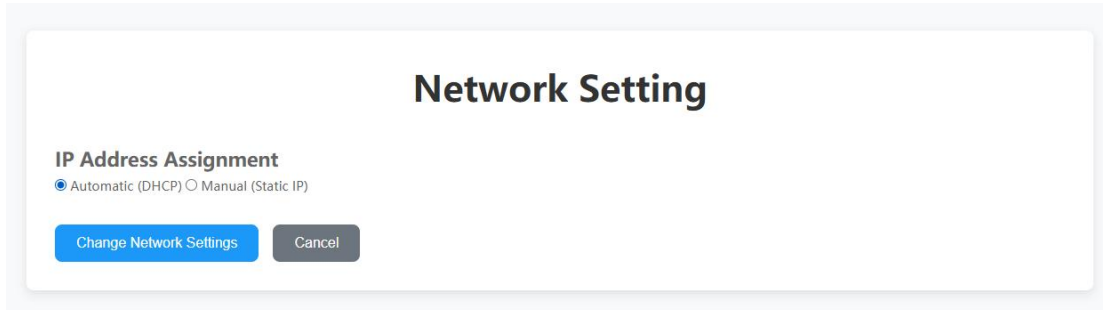 Network Setting
IP Address Assignment
Automatic (DHCP) Manual (Static IP)
Change Network Settings Cancel